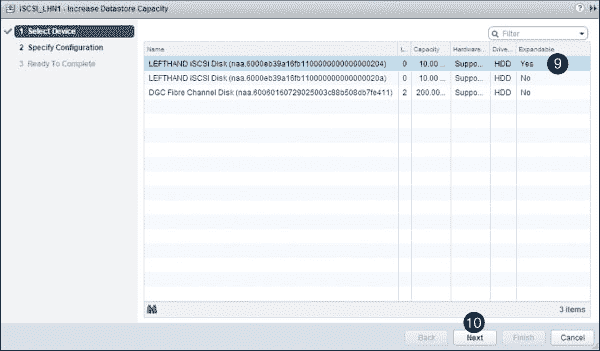 iSCSI_LHN1 - Increase Datastore Capacity
1 Select Device
2 Specify Configuration
3 Ready To Complete
Filter
Name L... Capacity Hardware... Drive... Expandable
LEFTHAND iSCSI Disk (naa.6000eb39a16fb1100000000000000204) 0 10.00 ... Suppo... HDD Yes
9
LEFTHAND iSCSI Disk (naa.6000eb39a16fb110000000000000020a) 0 10.00 ... Suppo... HDD No
DGC Fibre Channel Disk (naa.60060160729025003c88b508db7fe411) 2 200.00... Suppo... HDD No
3 items
10
Back Next Finish Cancel